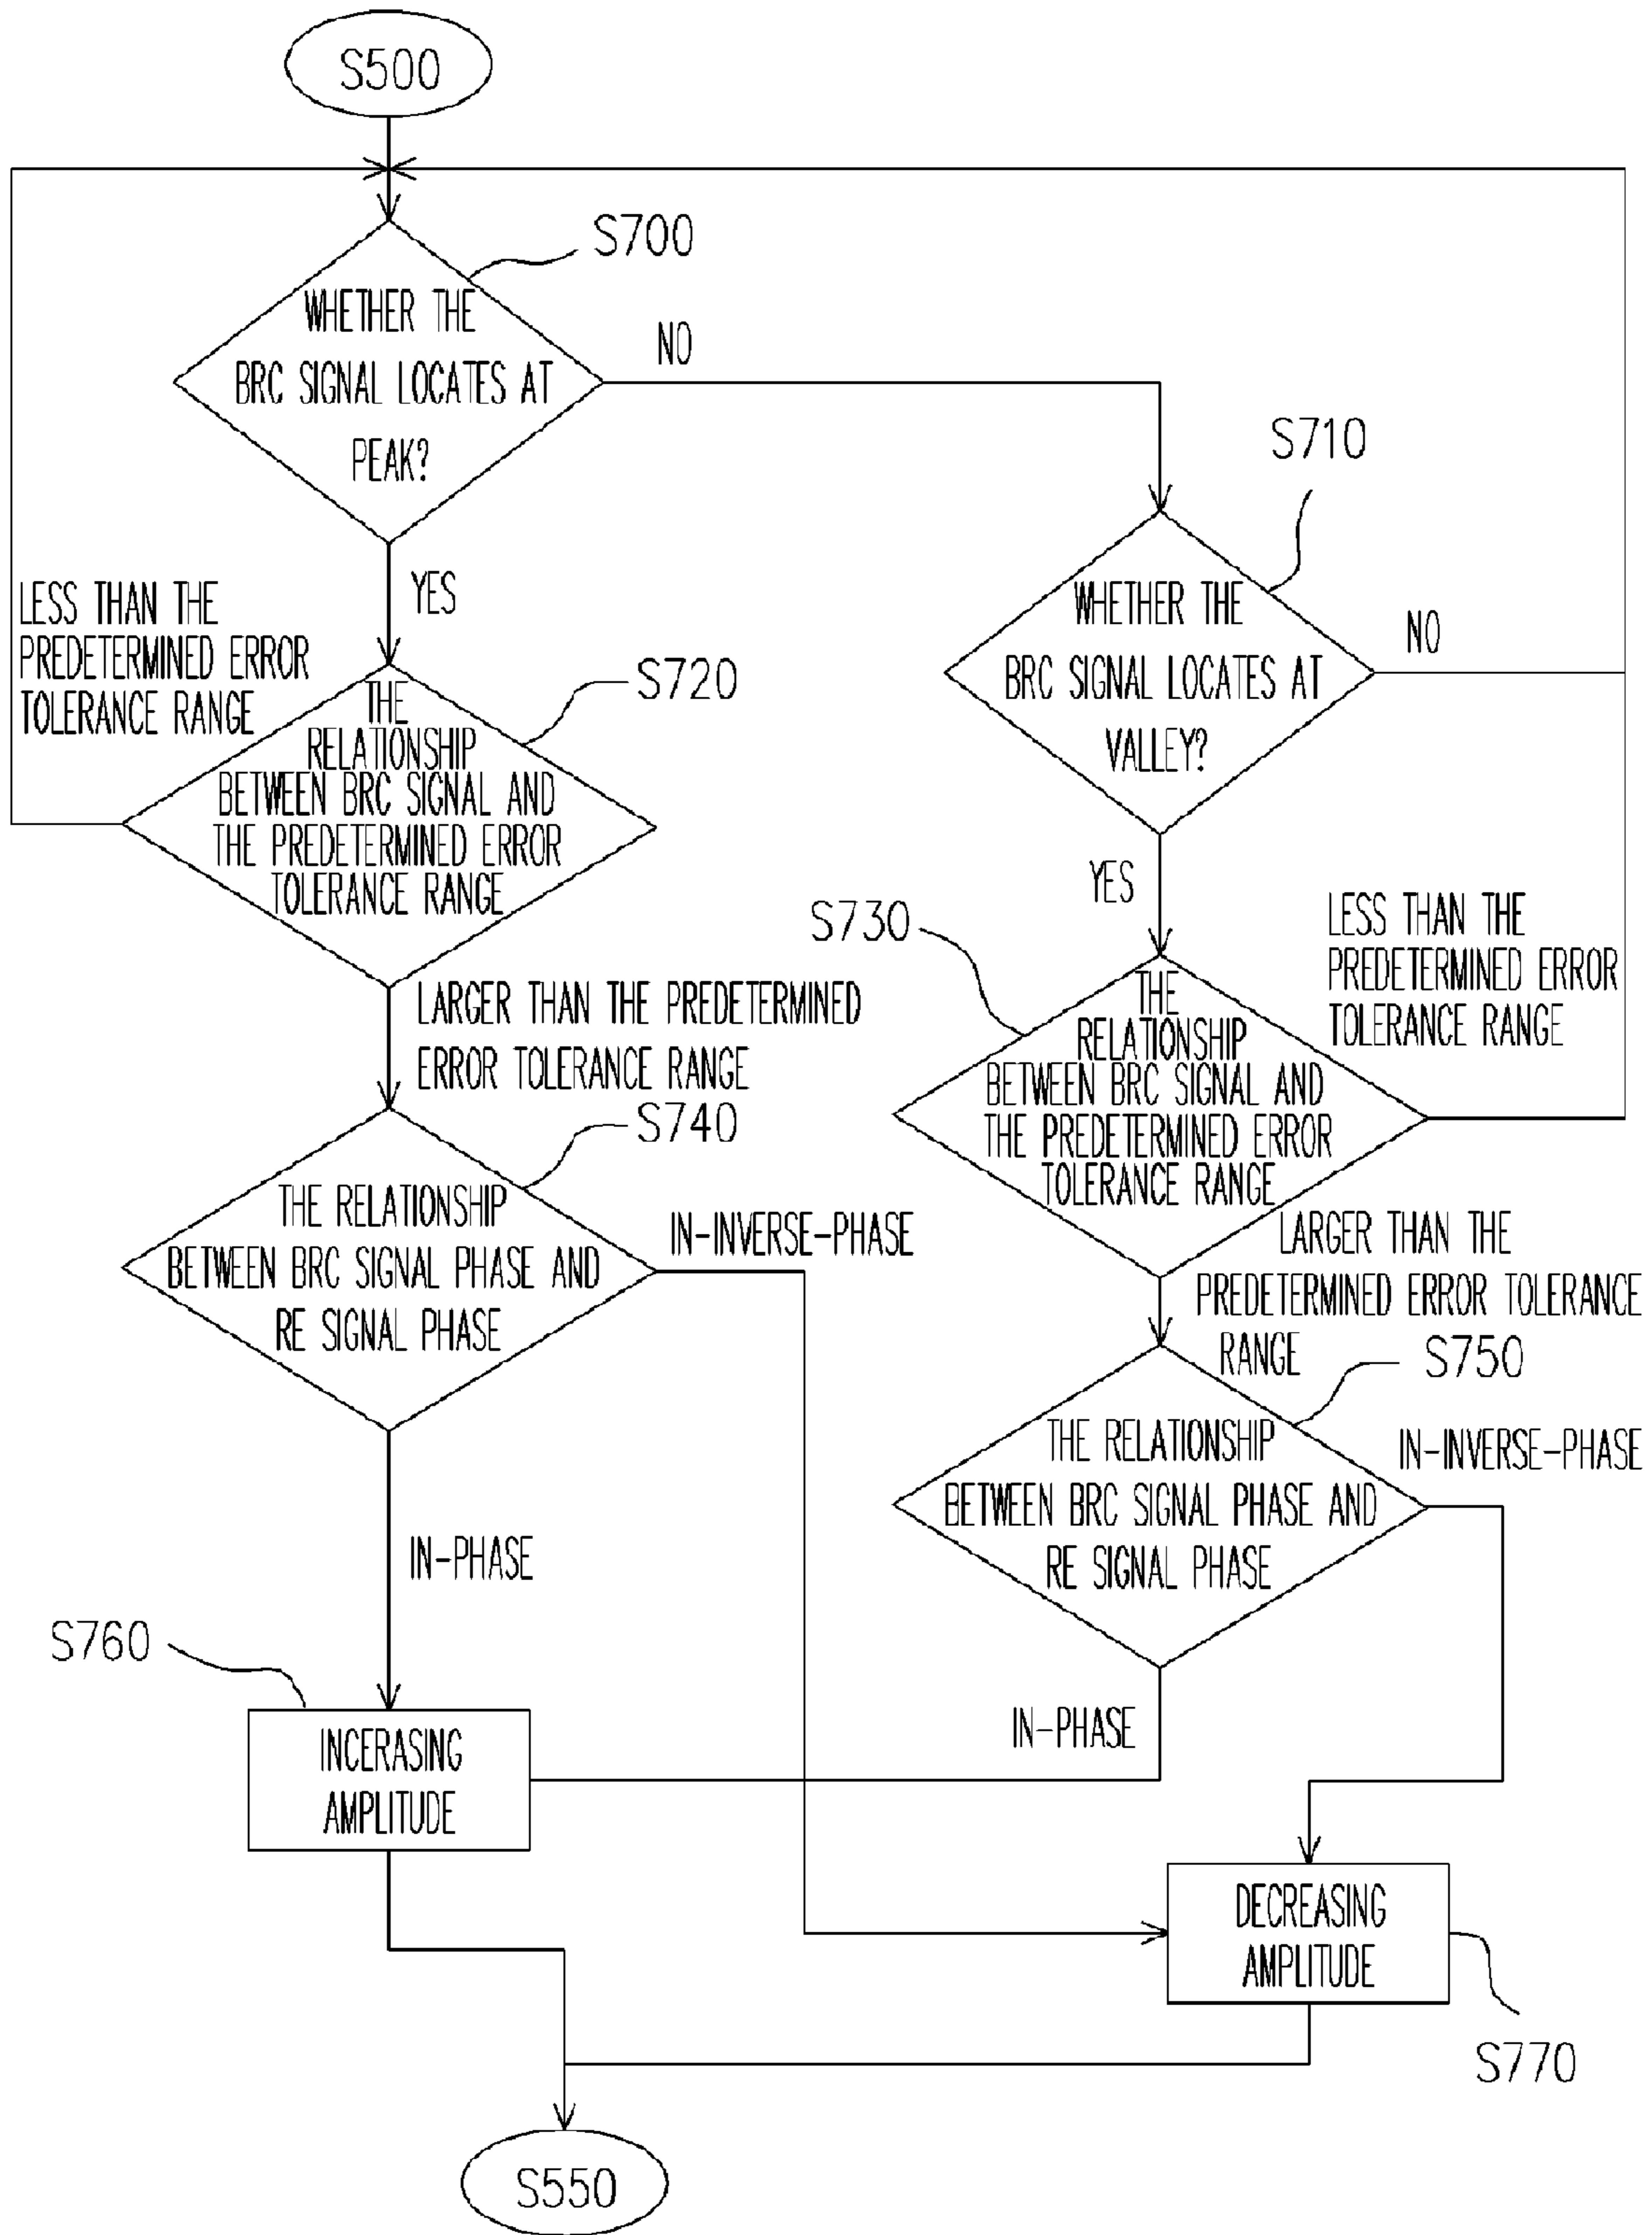 S500
S700
WHETHER THE
BRC SIGNAL LOCATES AT
PEAK?
NO
S710
YES
WHETHER THE
BRC SIGNAL LOCATES AT
VALLEY?
NO
LESS THAN THE
PREDETERMINED ERROR
TOLERANCE RANGE
S720
THE
RELATIONSHIP
BETWEEN BRC SIGNAL AND
THE PREDETERMINED ERROR
TOLERANCE RANGE
YES
S730
LESS THAN THE
PREDETERMINED ERROR
TOLERANCE RANGE
THE
RELATIONSHIP
BETWEEN BRC SIGNAL AND
THE PREDETERMINED ERROR
TOLERANCE RANGE
LARGER THAN THE PREDETERMINED
ERROR TOLERANCE RANGE
S740
THE RELATIONSHIP
BETWEEN BRC SIGNAL PHASE AND
RE SIGNAL PHASE
IN-INVERSE-PHASE
LARGER THAN THE
PREDETERMINED ERROR TOLERANCE
RANGE
S750
THE RELATIONSHIP
BETWEEN BRC SIGNAL PHASE AND
RE SIGNAL PHASE
IN-INVERSE-PHASE
IN-PHASE
S760
INCERASING
AMPLITUDE
IN-PHASE
DECREASING
AMPLITUDE
S770
S550